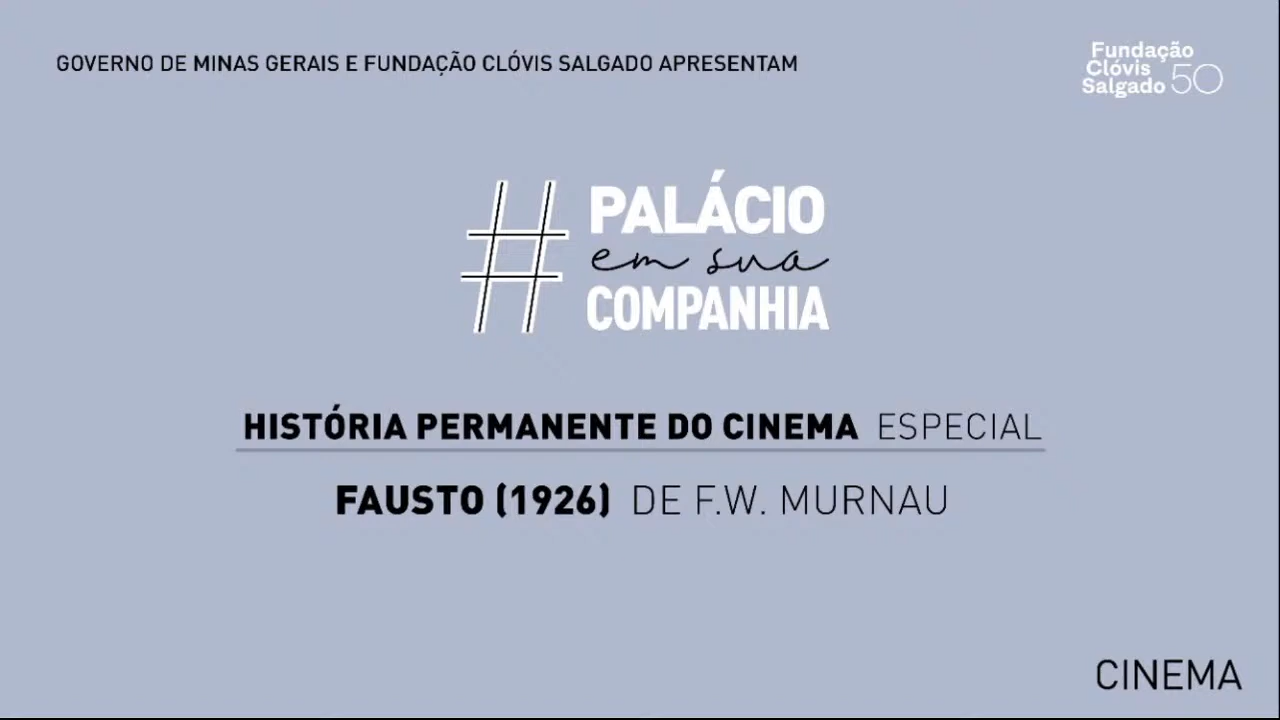 GOVERNO DE MINAS GERAIS E FUNDAÇÃO CLÓVIS SALGADO APRESENTAM
Fundação
Clóvis
Salgado 50
# PALÁCIO
em sua
COMPANHIA
HISTÓRIA PERMANENTE DO CINEMA ESPECIAL
FAUSTO (1926) DE F.W. MURNAU
CINEMA